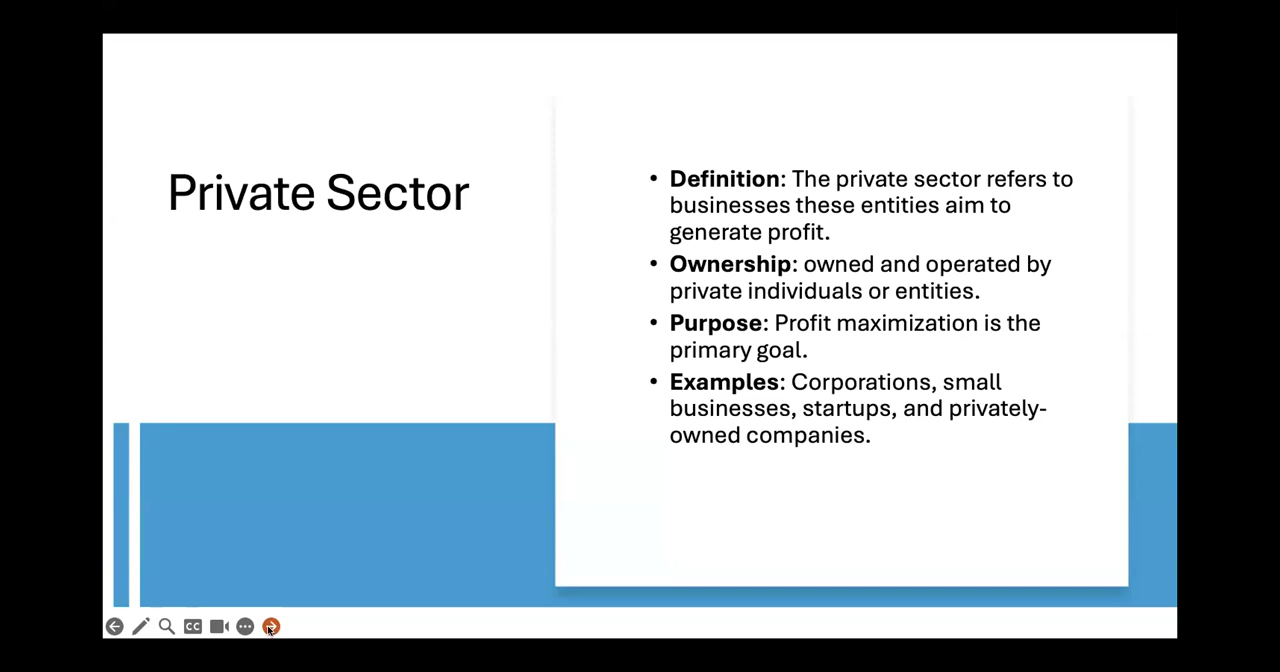 Private Sector
• Definition: The private sector refers to
businesses these entities aim to
generate profit.
• Ownership: owned and operated by
private individuals or entities.
• Purpose: Profit maximization is the
primary goal.
• Examples: Corporations, small
businesses, startups, and privately-
owned companies.
CC